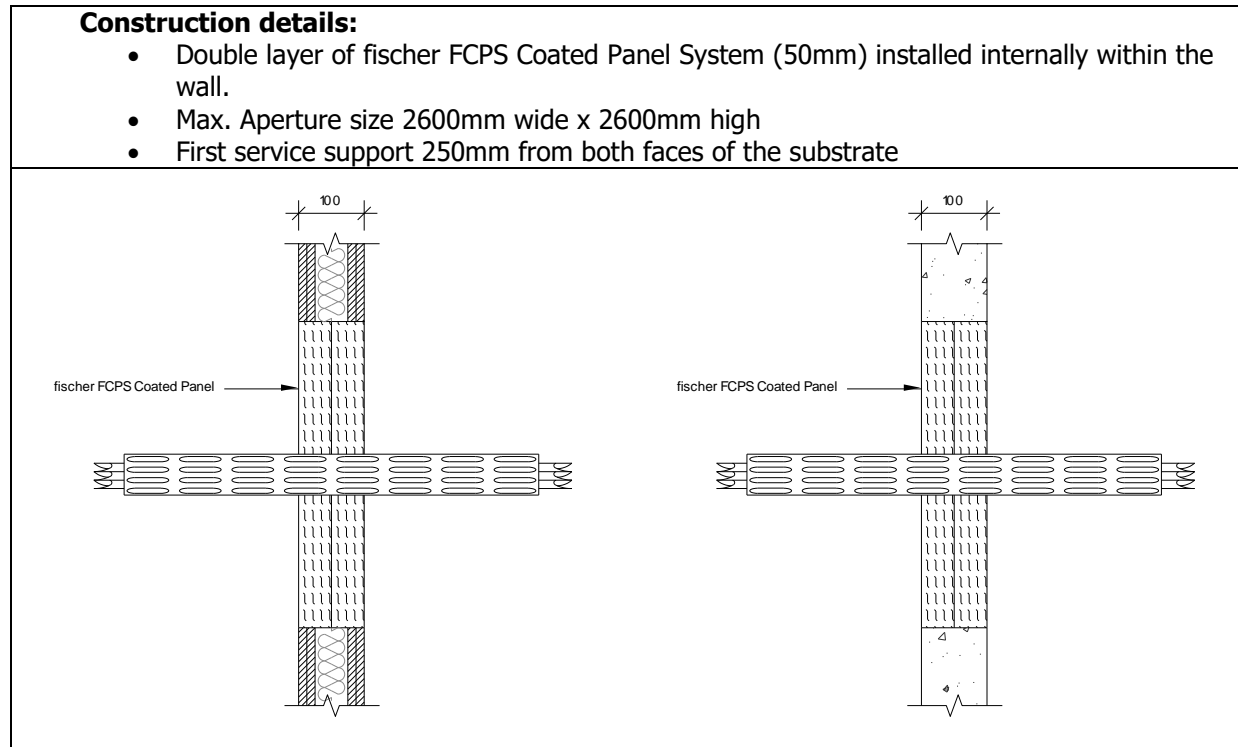 Construction details:
• Double layer of fischer FCPS Coated Panel System (50mm) installed internally within the
wall.
• Max. Aperture size 2600mm wide x 2600mm high
• First service support 250mm from both faces of the substrate
100
100
fischer FCPS Coated Panel
fischer FCPS Coated Panel